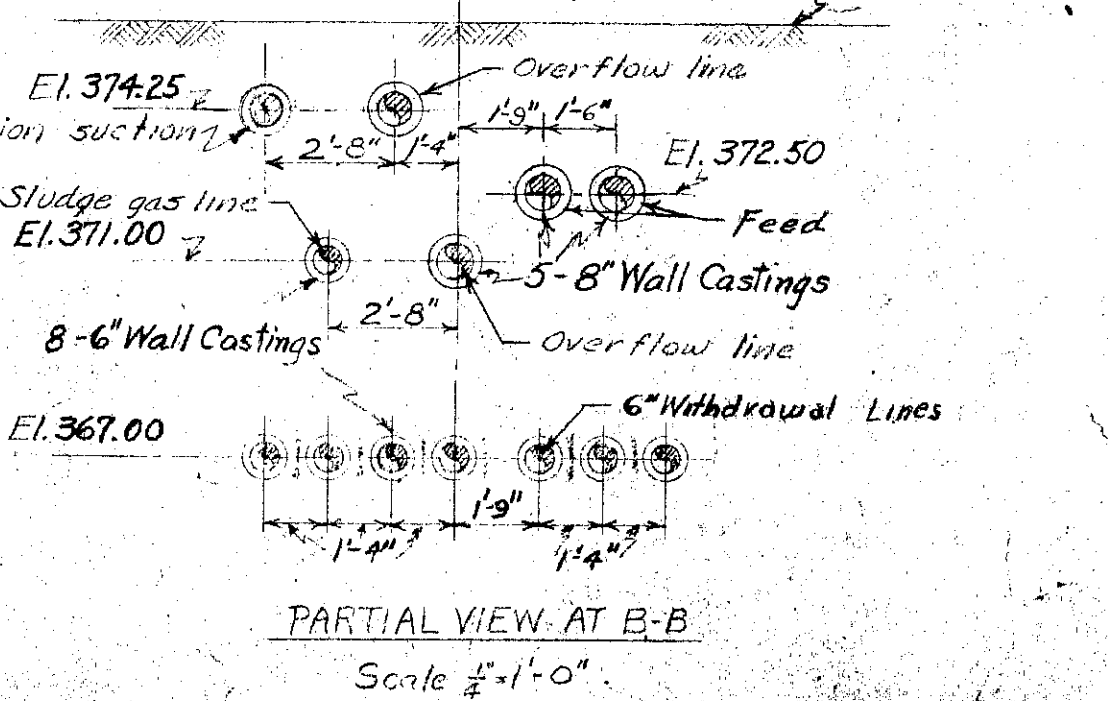 Overflow line
El. 374.25
suction
2'-8"
1'-4"
1'-9"
1'-6"
El. 372.50
Sludge gas line
El. 371.00
Feed
5-8" Wall Castings
2'-8"
8-6" Wall Castings
Overflow line
El. 367.00
6" Withdrawal Lines
1'-4"
1'-9"
1'-4"
PARTIAL VIEW AT B-B
Scale ¼"=1'-0".